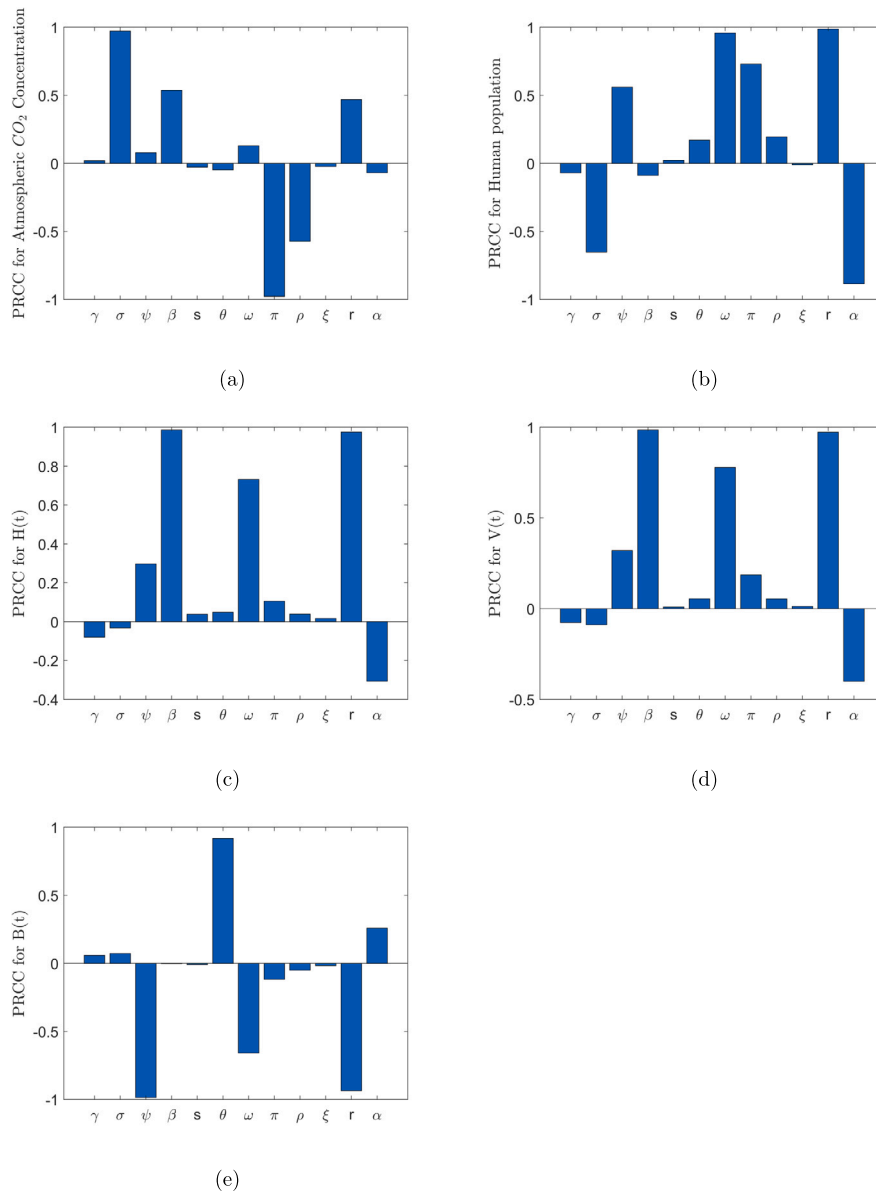 PRCC for Atmospheric CO₂ Concentration
1
0.5
0
-0.5
-1
γ σ ψ β s θ ω π ρ ξ r α
(a)
PRCC for Human population
1
0.5
0
-0.5
-1
γ σ ψ β s θ ω π ρ ξ r α
(b)
PRCC for H(t)
1
0.8
0.6
0.4
0.2
0
-0.2
-0.4
γ σ ψ β s θ ω π ρ ξ r α
(c)
PRCC for V(t)
1
0.5
0
-0.5
γ σ ψ β s θ ω π ρ ξ r α
(d)
PRCC for B(t)
1
0.5
0
-0.5
-1
γ σ ψ β s θ ω π ρ ξ r α
(e)